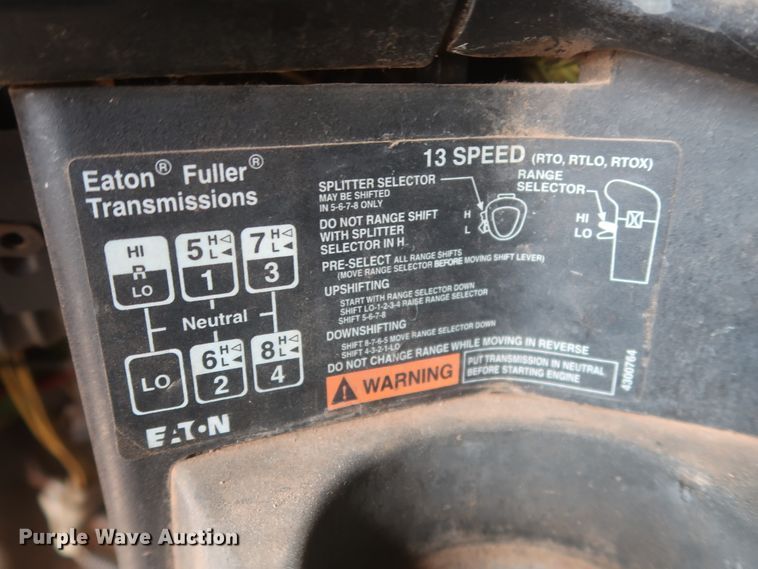 Eaton® Fuller®
Transmissions
HI
R
LO
5 H L
1
7 H L
3
Neutral
LO
6 H L
2
8 H L
4
EATON
13 SPEED (RTO, RTLO, RTOX)
SPLITTER SELECTOR
MAY BE SHIFTED
IN 5-6-7-8 ONLY
H
L
RANGE
SELECTOR
HI
LO
DO NOT RANGE SHIFT
WITH SPLITTER
SELECTOR IN H
PRE-SELECT ALL RANGE SHIFTS
(MOVE RANGE SELECTOR BEFORE MOVING SHIFT LEVER)
UPSHIFTING
START WITH RANGE SELECTOR DOWN
SHIFT LO-1-2-3-4 RAISE RANGE SELECTOR
SHIFT 5-6-7-8
DOWNSHIFTING
SHIFT 8-7-6-5 MOVE RANGE SELECTOR DOWN
SHIFT 4-3-2-1-LO
DO NOT CHANGE RANGE WHILE MOVING IN REVERSE
WARNING
PUT TRANSMISSION IN NEUTRAL
BEFORE STARTING ENGINE
4300764
Purple Wave Auction
Purple Wave Auction